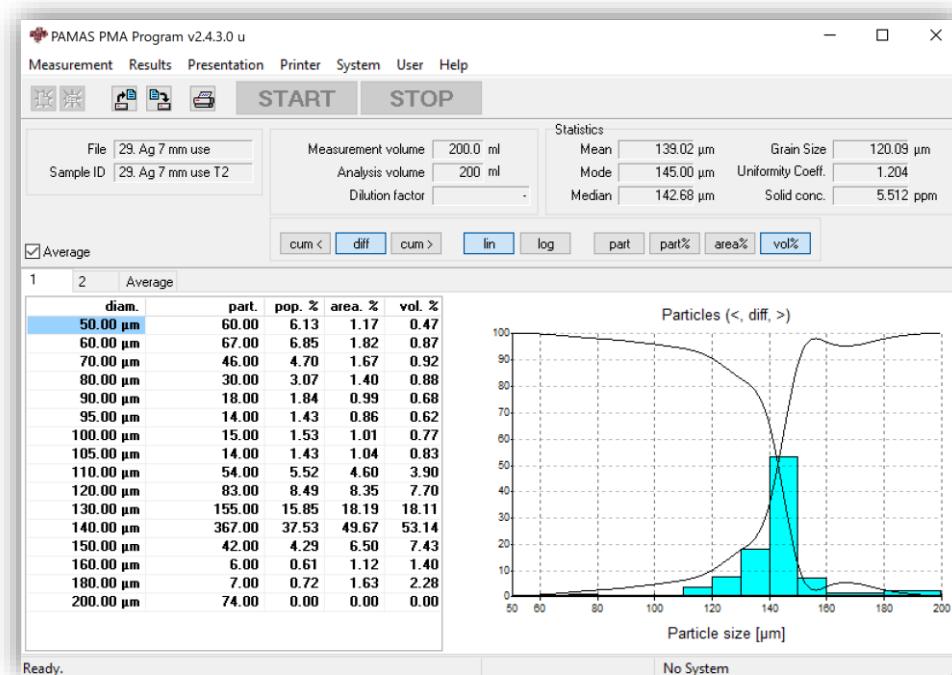 PAMAS PMA Program v2.4.3.0 u
Measurement Results Presentation Printer System User Help
START STOP
File 29. Ag 7 mm use
Sample ID 29. Ag 7 mm use T2
Measurement volume 200.0 ml
Analysis volume 200 ml
Dilution factor -
Statistics
Mean 139.02 µm Grain Size 120.09 µm
Mode 145.00 µm Uniformity Coeff. 1.204
Median 142.68 µm Solid conc. 5.512 ppm
Average
cum < diff cum > lin log part part% area% vol%
1 2 Average
diam. part. pop. % area. % vol. %
50.00 µm 60.00 6.13 1.17 0.47
60.00 µm 67.00 6.85 1.82 0.87
70.00 µm 46.00 4.70 1.67 0.92
80.00 µm 30.00 3.07 1.40 0.88
90.00 µm 18.00 1.84 0.99 0.68
95.00 µm 14.00 1.43 0.86 0.62
100.00 µm 15.00 1.53 1.01 0.77
105.00 µm 14.00 1.43 1.04 0.83
110.00 µm 54.00 5.52 4.60 3.90
120.00 µm 83.00 8.49 8.35 7.70
130.00 µm 155.00 15.85 18.19 18.11
140.00 µm 367.00 37.53 49.67 53.14
150.00 µm 42.00 4.29 6.50 7.43
160.00 µm 6.00 0.61 1.12 1.40
180.00 µm 7.00 0.72 1.63 2.28
200.00 µm 74.00 0.00 0.00 0.00
Particles (<, diff, >)
100
90
80
70
60
50
40
30
20
10
0
50 60 80 100 120 140 160 180 200
Particle size [µm]
Ready. No System